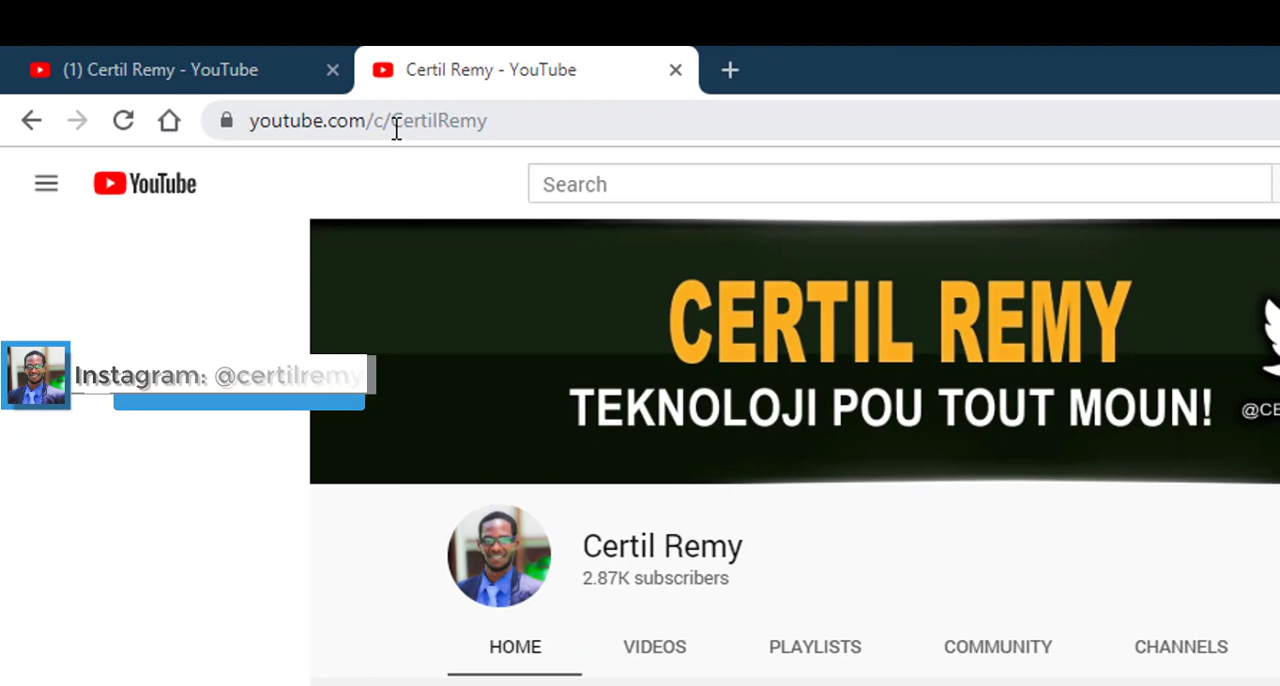 (1) Certil Remy - YouTube
Certil Remy - YouTube
youtube.com/c/CertilRemy
YouTube
Search
CERTIL REMY
TEKNOLOJI POU TOUT MOUN!
@CE
Instagram: @certilremy
Certil Remy
2.87K subscribers
HOME
VIDEOS
PLAYLISTS
COMMUNITY
CHANNELS